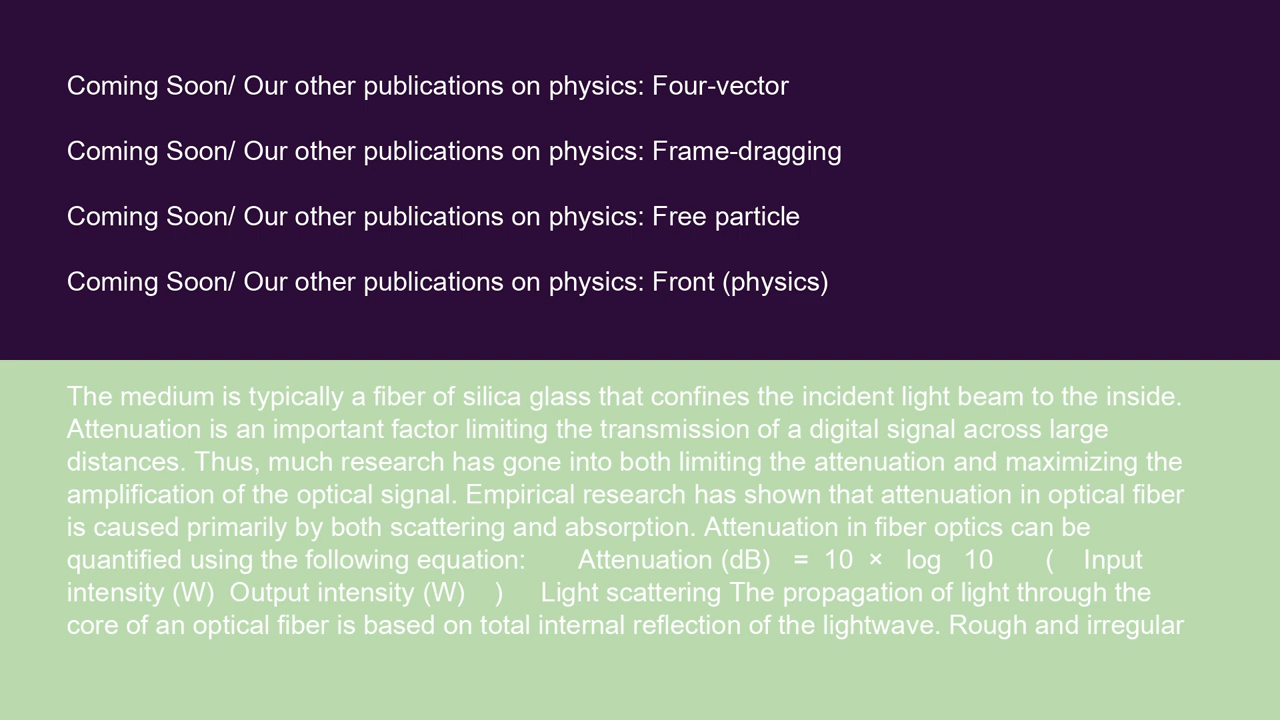 Coming Soon/ Our other publications on physics: Four-vector
Coming Soon/ Our other publications on physics: Frame-dragging
Coming Soon/ Our other publications on physics: Free particle
Coming Soon/ Our other publications on physics: Front (physics)
The medium is typically a fiber of silica glass that confines the incident light beam to the inside.
Attenuation is an important factor limiting the transmission of a digital signal across large
distances. Thus, much research has gone into both limiting the attenuation and maximizing the
amplification of the optical signal. Empirical research has shown that attenuation in optical fiber
is caused primarily by both scattering and absorption. Attenuation in fiber optics can be
quantified using the following equation: Attenuation (dB) = 10 × log 10 ( Input
intensity (W) Output intensity (W) ) Light scattering The propagation of light through the
core of an optical fiber is based on total internal reflection of the lightwave. Rough and irregular